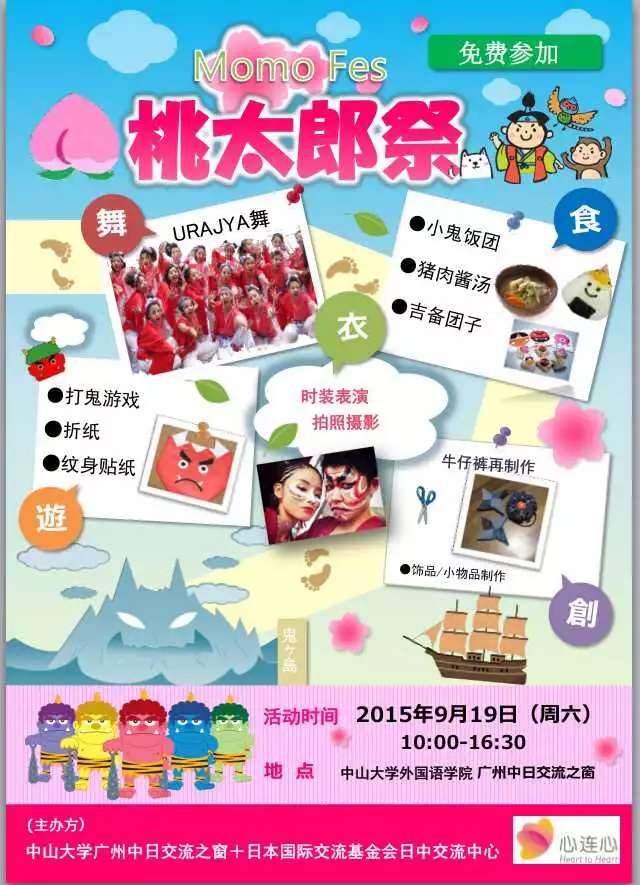 Momo Fes
免费参加
桃太郎祭
舞
URAJYA舞
食
●小鬼饭团
●猪肉酱汤
●吉备团子
衣
时装表演
拍照摄影
●打鬼游戏
●折纸
●纹身贴纸
遊
牛仔裤再制作
●饰品/小物品制作
創
鬼ヶ島
活动时间 2015年9月19日（周六）
10:00-16:30
地 点 中山大学外国语学院 广州中日交流之窗
(主办方)
中山大学广州中日交流之窗＋日本国际交流基金会日中交流中心
心连心
Heart to Heart